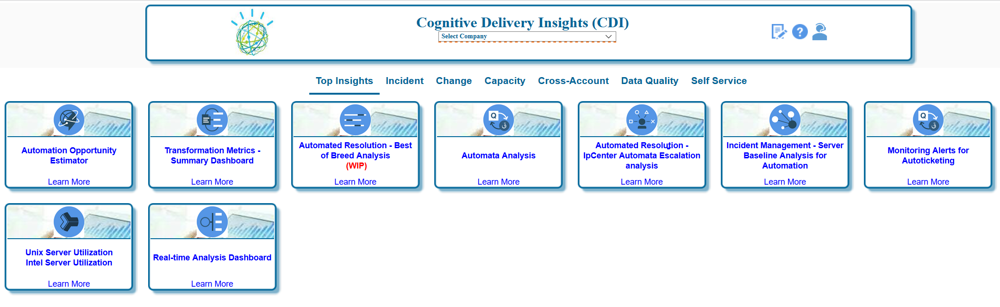 Cognitive Delivery Insights (CDI)
Select Company
?
Top Insights Incident Change Capacity Cross-Account Data Quality Self Service
Automation Opportunity
Estimator
Learn More
Transformation Metrics -
Summary Dashboard
Learn More
Automated Resolution - Best
of Breed Analysis
(WIP)
Learn More
Q
ق
Automata Analysis
Learn More
Automated Resolution -
IpCenter Automata Escalation
analysis
Learn More
Incident Management - Server
Baseline Analysis for
Automation
Learn More
Q
ق
Monitoring Alerts for
Autoticketing
Learn More
Unix Server Utilization
Intel Server Utilization
Learn More
Real-time Analysis Dashboard
Learn More